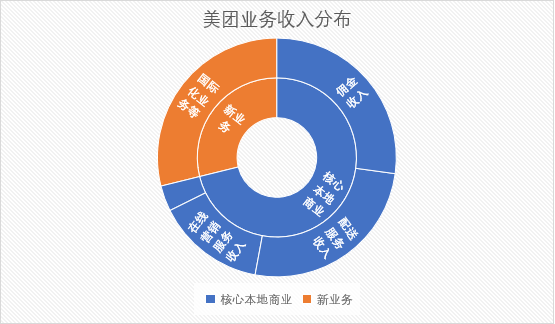 美团业务收入分布
国际
化业
务等
新业
务
佣金
收入
核心
本地
商业
配送
服务
收入
在线
营销
服务
收入
核心本地商业
新业务